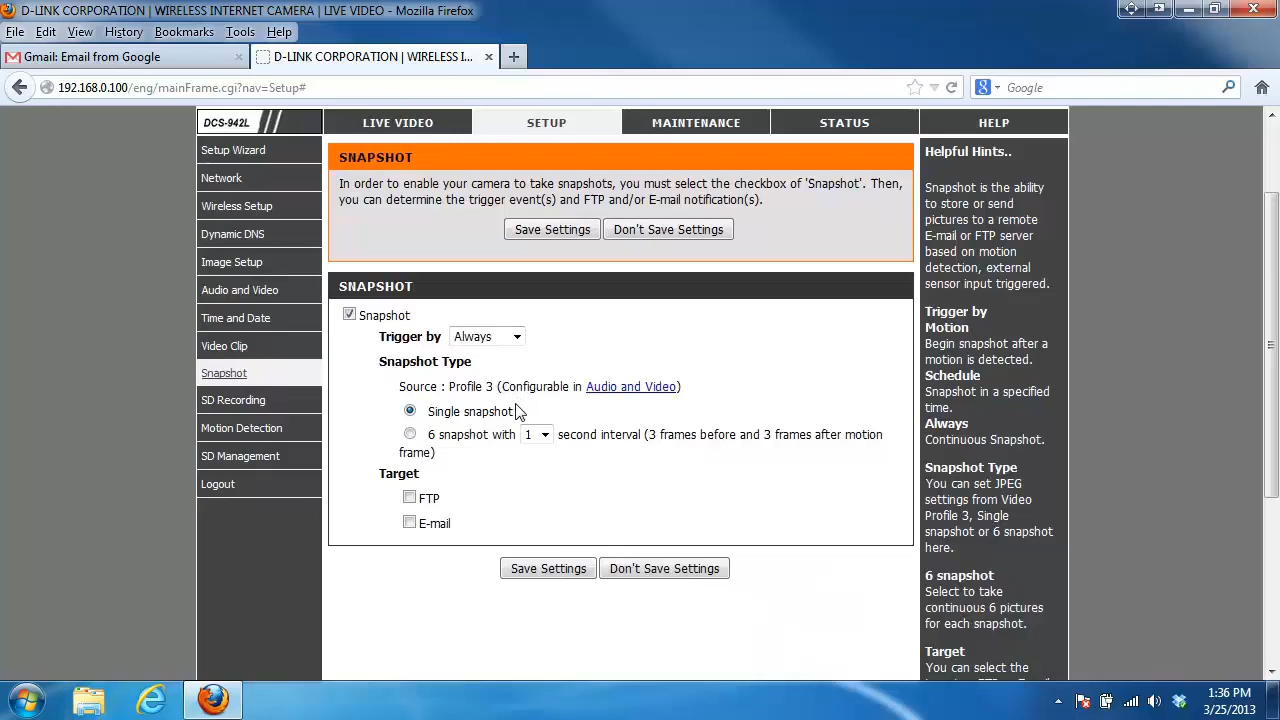 D-LINK CORPORATION | WIRELESS INTERNET CAMERA | LIVE VIDEO - Mozilla Firefox
File Edit View History Bookmarks Tools Help
Gmail: Email from Google
D-LINK CORPORATION | WIRELESS I...
192.168.0.100/eng/mainFrame.cgi?nav=Setup#
Google
DCS-942L
LIVE VIDEO SETUP MAINTENANCE STATUS HELP
Setup Wizard
Network
Wireless Setup
Dynamic DNS
Image Setup
Audio and Video
Time and Date
Video Clip
Snapshot
SD Recording
Motion Detection
SD Management
Logout
SNAPSHOT
In order to enable your camera to take snapshots, you must select the checkbox of 'Snapshot'. Then,
you can determine the trigger event(s) and FTP and/or E-mail notification(s).
Save Settings Don't Save Settings
SNAPSHOT
Snapshot
Trigger by Always
Snapshot Type
Source : Profile 3 (Configurable in Audio and Video)
Single snapshot
6 snapshot with 1 second interval (3 frames before and 3 frames after motion
frame)
Target
FTP
E-mail
Save Settings Don't Save Settings
Helpful Hints..
Snapshot is the ability
to store or send
pictures to a remote
E-mail or FTP server
based on motion
detection, external
sensor input triggered.
Trigger by
Motion
Begin snapshot after a
motion is detected.
Schedule
Snapshot in a specified
time.
Always
Continuous Snapshot.
Snapshot Type
You can set JPEG
settings from Video
Profile 3, Single
snapshot or 6 snapshot
here.
6 snapshot
Select to take
continuous 6 pictures
for each snapshot.
Target
You can select the
1:36 PM
3/25/2013